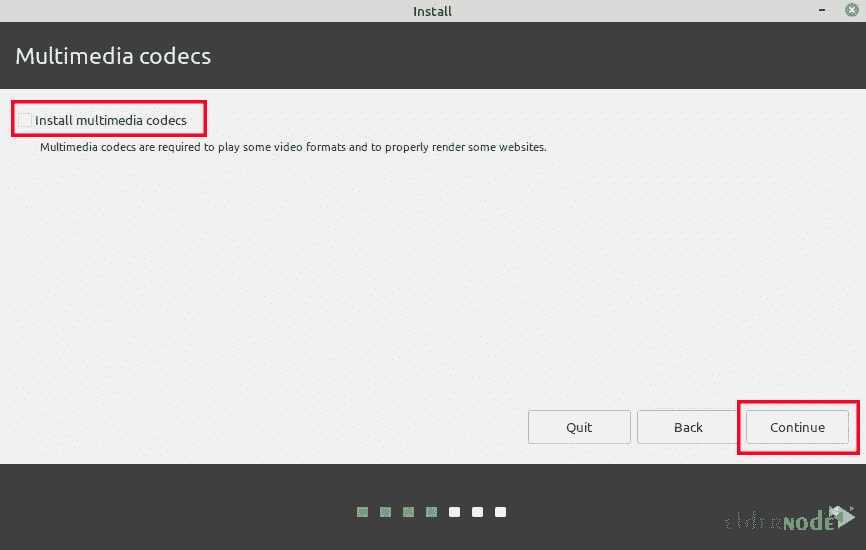 Install
Multimedia codecs
Install multimedia codecs
Multimedia codecs are required to play some video formats and to properly render some websites.
Quit
Back
Continue
eldernode